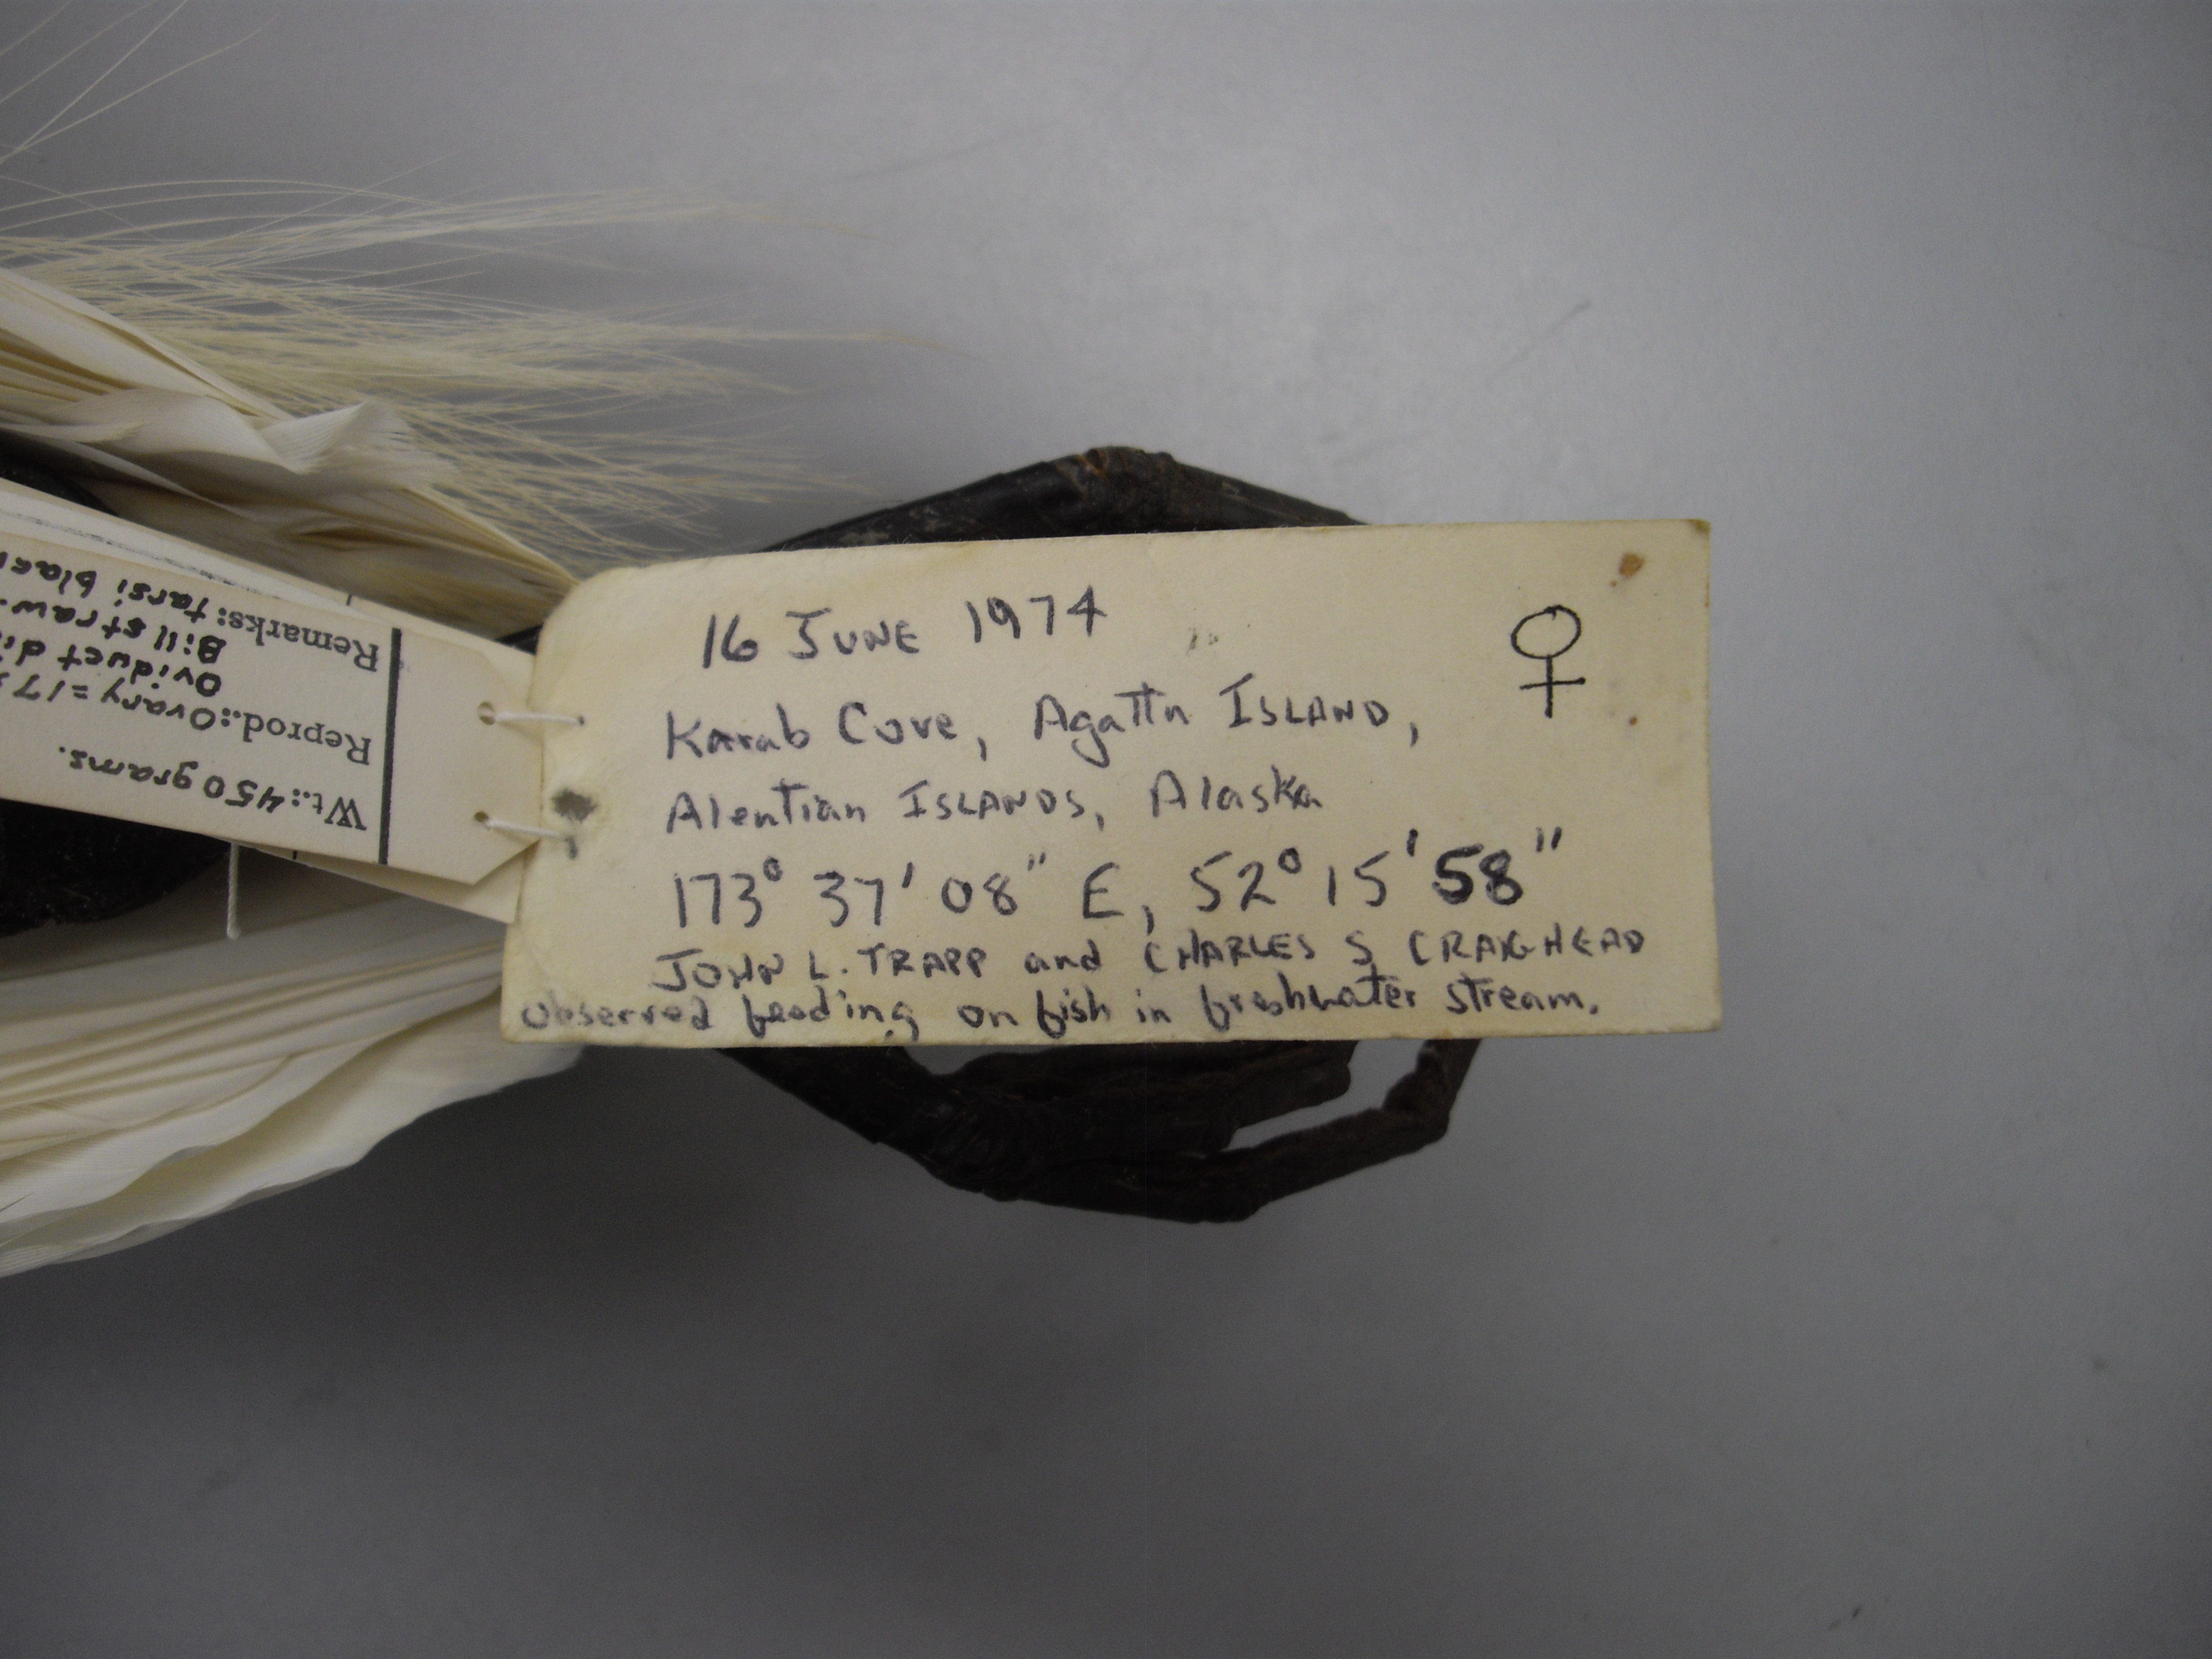 16 JUNE 1974
♀
Karab Cove, Agattu ISLAND,
Aleutian ISLANDS, Alaska
173° 37' 08" E, 52° 15' 58"
JOHN L. TRAPP and CHARLES S CRAIGHEAD
observed feeding on fish in freshwater stream.
Wt.: 450 grams.
Reprod.: Ovary = 17
Oviduct
Bill straw
Remarks: tarsi